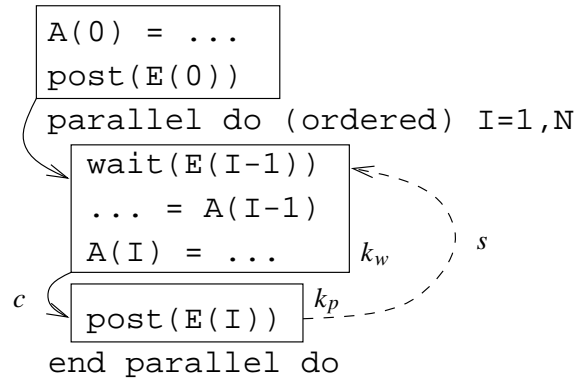 A(0) = ...
post(E(0))
parallel do (ordered) I=1,N
wait(E(I-1))
... = A(I-1)
A(I) = ... k_w
s
c
post(E(I)) k_p
end parallel do